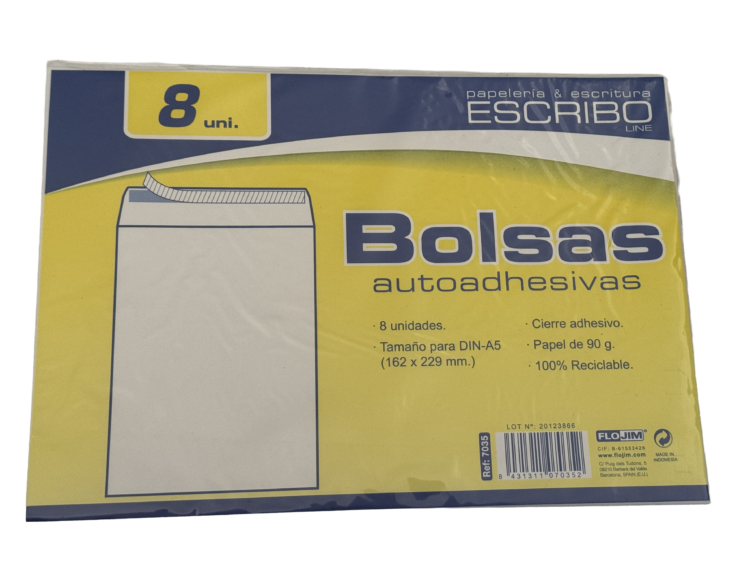 8 uni.
papelería & escritura
ESCRIBO
LINE
Bolsas
autoadhesivas
· 8 unidades.
· Tamaño para DIN-A5
(162 x 229 mm.)
· Cierre adhesivo.
· Papel de 90 g.
· 100% Reciclable.
LOT Nº: 20123866
Ref: 7035
8 431311 070352
FLOJIM
www.flojim.com
Barcelona, SPAIN (E.U.)
MADE IN
INDONESIA